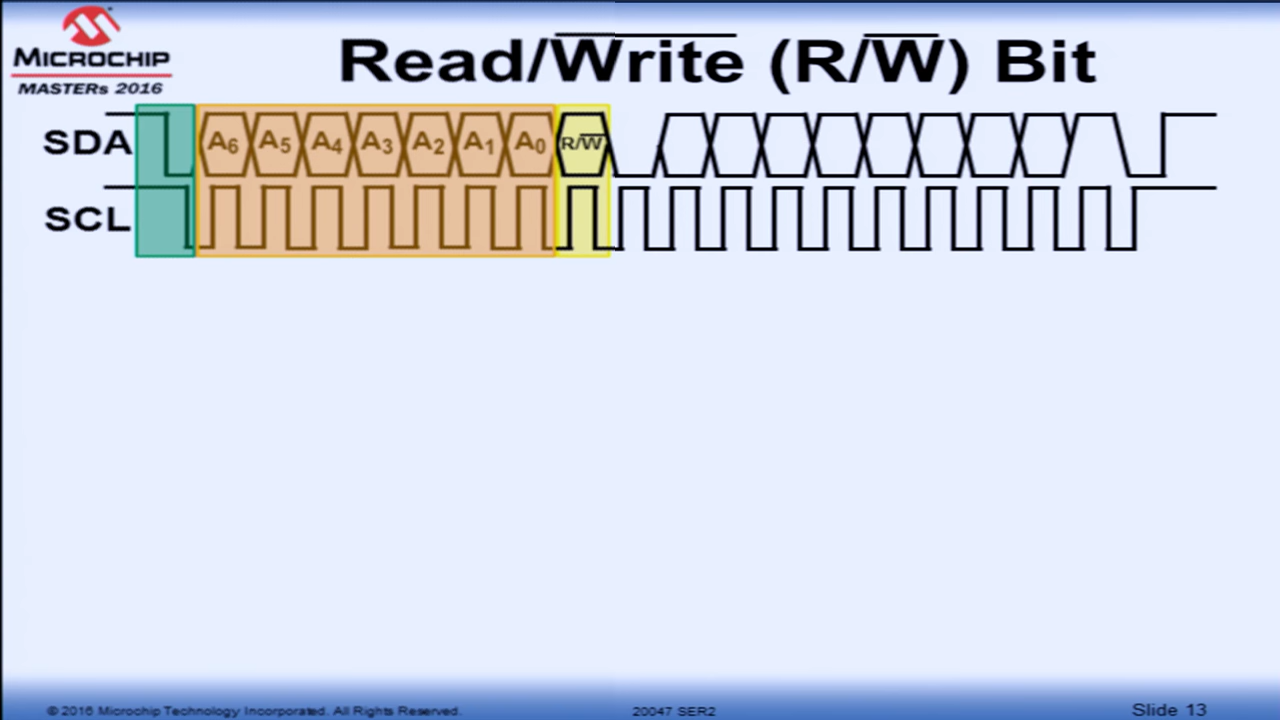 MICROCHIP
MASTERs 2016
Read/Write (R/W) Bit
SDA
A6 A5 A4 A3 A2 A1 A0 R/W
SCL
© 2016 Microchip Technology Incorporated. All Rights Reserved. 20047 SER2 Slide 13